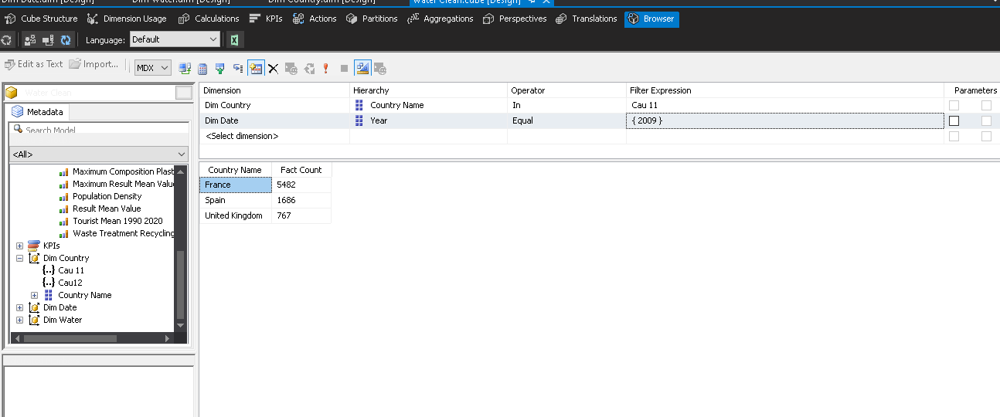 Dim Date.dim [Design] Dim Water.dim [Design] Dim Country.dim [Design] Water Clean.cube [Design]
Cube Structure Dimension Usage Calculations KPIs Actions Partitions Aggregations Perspectives Translations Browser
Language: Default
Edit as Text Import... MDX
Water Clean
Metadata
Search Model
<All>
Maximum Composition Plast
Maximum Result Mean Valu
Population Density
Result Mean Value
Tourist Mean 1990 2020
Waste Treatment Recycling
KPIs
Dim Country
{..} Cau 11
{..} Cau12
Country Name
Dim Date
Dim Water
Dimension Hierarchy Operator Filter Expression Parameters
Dim Country Country Name In Cau 11
Dim Date Year Equal { 2009 }
<Select dimension>
Country Name Fact Count
France 5482
Spain 1686
United Kingdom 767